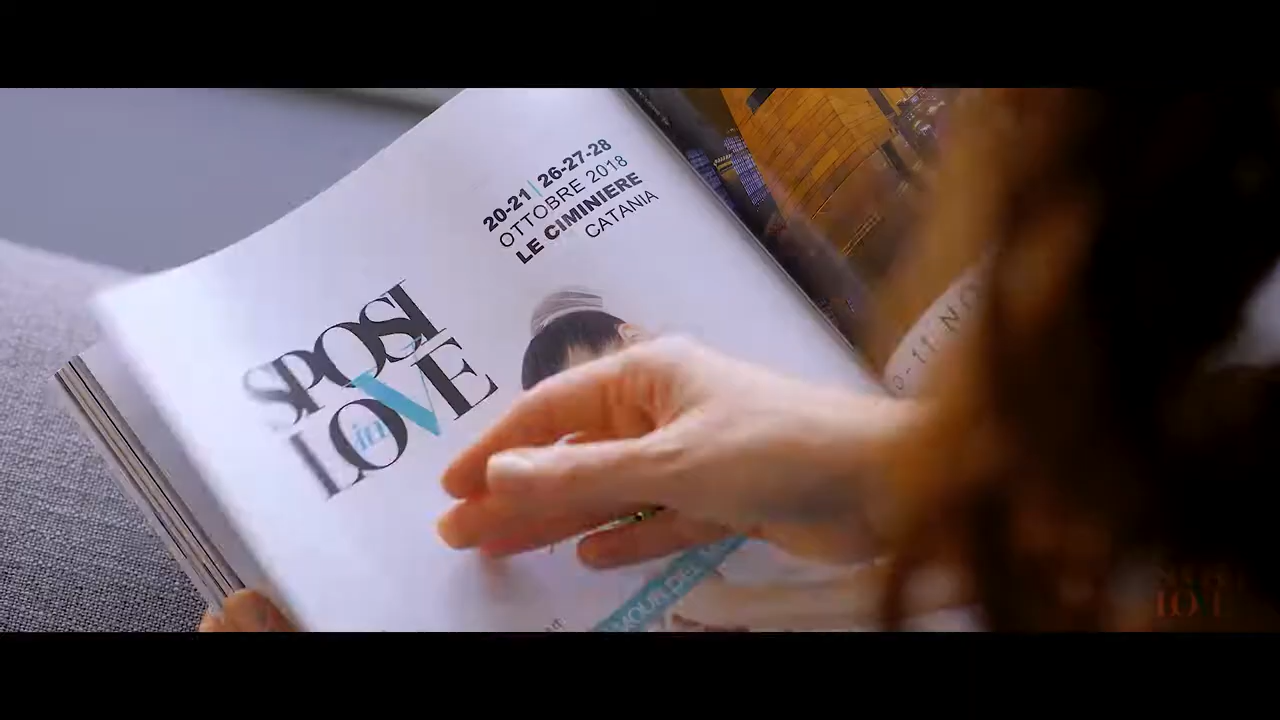 20-21 | 26-27-28
OTTOBRE 2018
LE CIMINIERE
CATANIA
SPOSI
in
LOVE